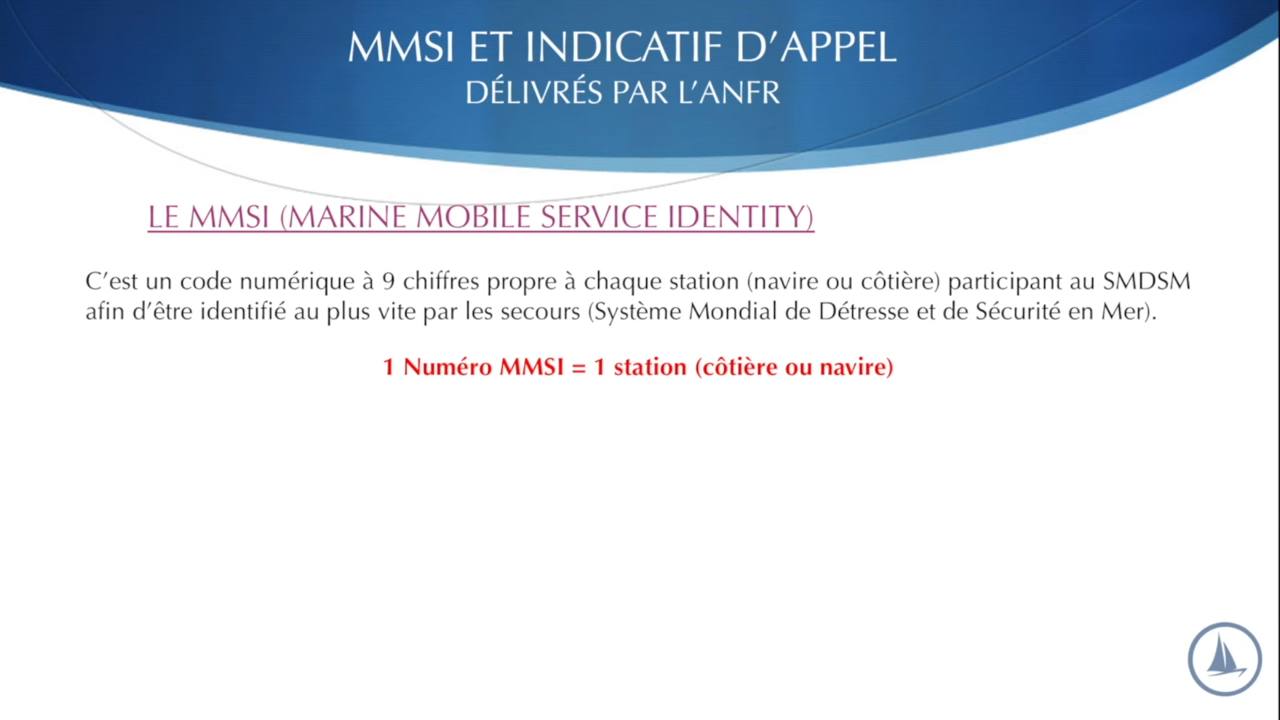 MMSI ET INDICATIF D’APPEL
DÉLIVRÉS PAR L’ANFR
LE MMSI (MARINE MOBILE SERVICE IDENTITY)
C’est un code numérique à 9 chiffres propre à chaque station (navire ou côtière) participant au SMDSM
afin d’être identifié au plus vite par les secours (Système Mondial de Détresse et de Sécurité en Mer).
1 Numéro MMSI = 1 station (côtière ou navire)